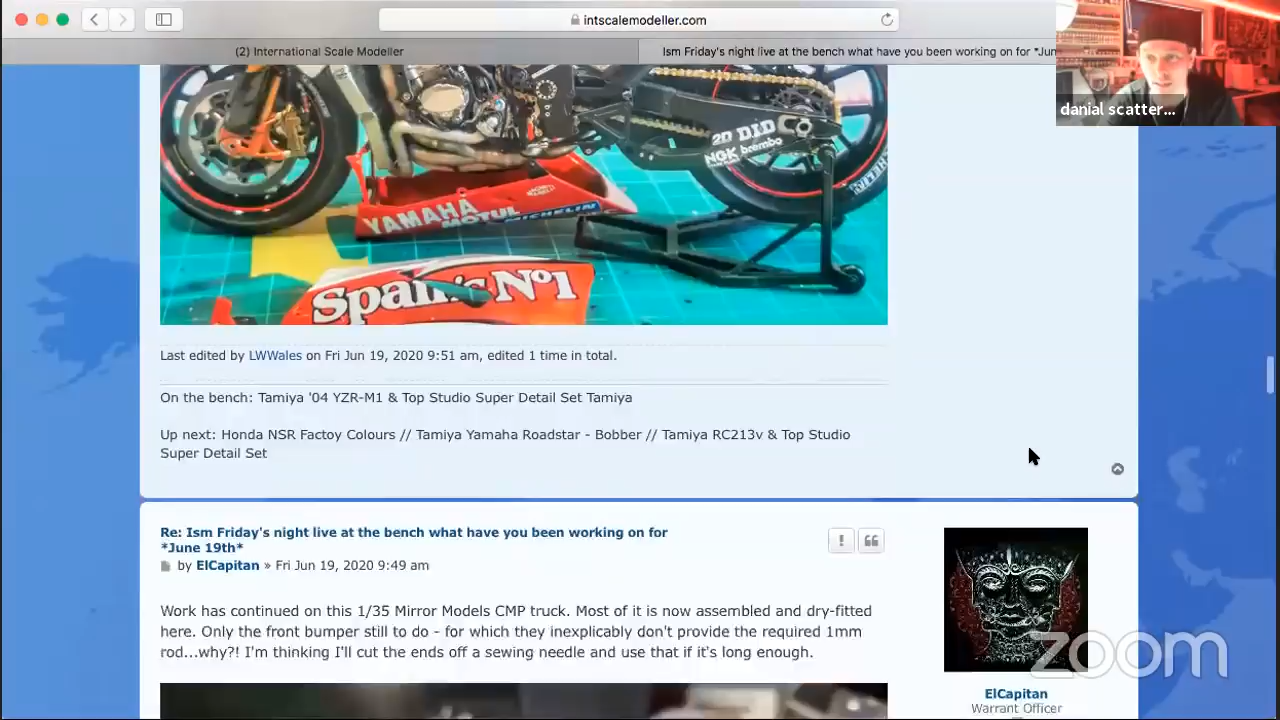 intscalemodeller.com
(2) International Scale Modeller
Ism Friday's night live at the bench what have you been working on for *Jun
danial scatter...
2D D.I.D
NGK brembo
YAMAHA
MOTUL MICHELIN
Spain's Nº1
Last edited by LWWales on Fri Jun 19, 2020 9:51 am, edited 1 time in total.
On the bench: Tamiya '04 YZR-M1 & Top Studio Super Detail Set Tamiya
Up next: Honda NSR Factoy Colours // Tamiya Yamaha Roadstar - Bobber // Tamiya RC213v & Top Studio
Super Detail Set
Re: Ism Friday's night live at the bench what have you been working on for
*June 19th*
by ElCapitan » Fri Jun 19, 2020 9:49 am
Work has continued on this 1/35 Mirror Models CMP truck. Most of it is now assembled and dry-fitted
here. Only the front bumper still to do - for which they inexplicably don't provide the required 1mm
rod...why?! I'm thinking I'll cut the ends off a sewing needle and use that if it's long enough.
zoom
ElCapitan
Warrant Officer